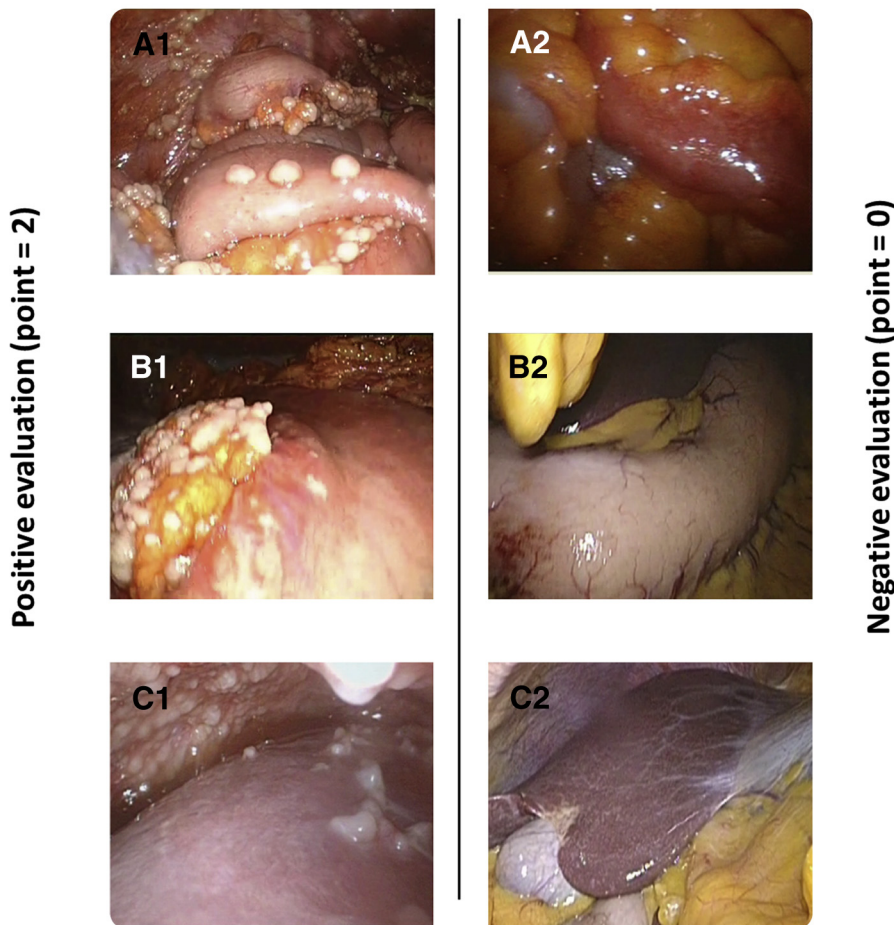 Positive evaluation (point = 2)
A1
A2
B1
B2
C1
C2
Negative evaluation (point = 0)